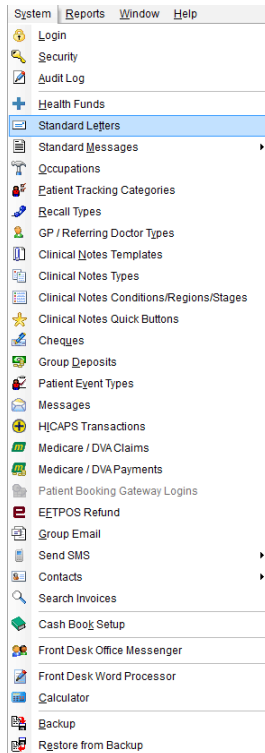 System Reports Window Help
Login
Security
Audit Log
Health Funds
Standard Letters
Standard Messages
Occupations
Patient Tracking Categories
Recall Types
GP / Referring Doctor Types
Clinical Notes Templates
Clinical Notes Types
Clinical Notes Conditions/Regions/Stages
Clinical Notes Quick Buttons
Cheques
Group Deposits
Patient Event Types
Messages
HICAPS Transactions
Medicare / DVA Claims
Medicare / DVA Payments
Patient Booking Gateway Logins
EFTPOS Refund
Group Email
Send SMS
Contacts
Search Invoices
Cash Book Setup
Front Desk Office Messenger
Front Desk Word Processor
Calculator
Backup
Restore from Backup